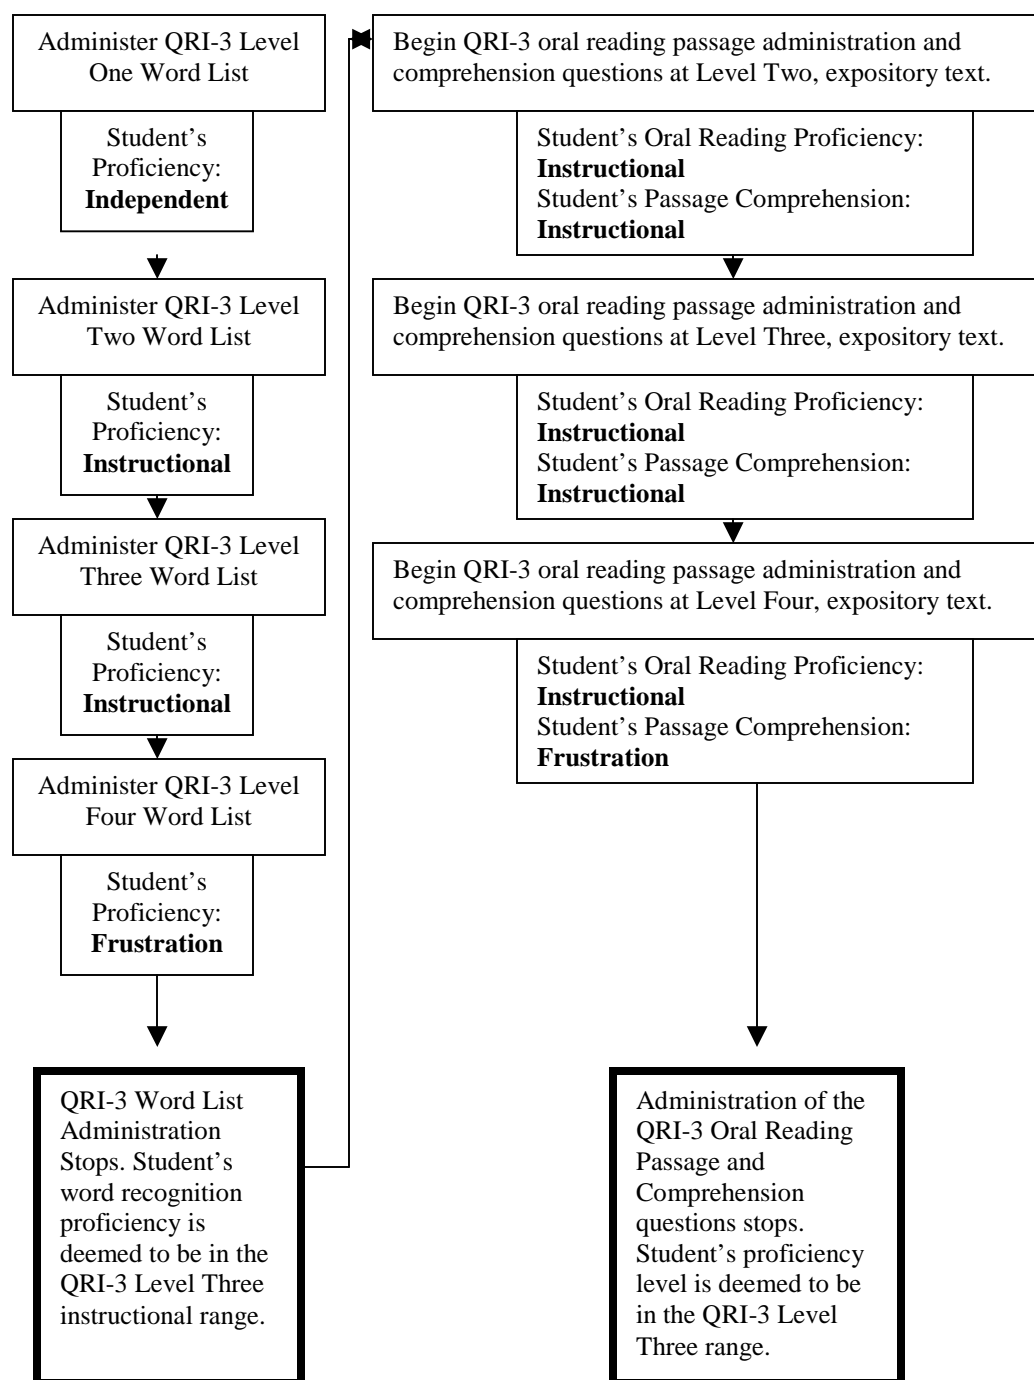 Administer QRI-3 Level
One Word List
Student’s
Proficiency:
Independent
Administer QRI-3 Level
Two Word List
Student’s
Proficiency:
Instructional
Administer QRI-3 Level
Three Word List
Student’s
Proficiency:
Instructional
Administer QRI-3 Level
Four Word List
Student’s
Proficiency:
Frustration
QRI-3 Word List
Administration
Stops. Student’s
word recognition
proficiency is
deemed to be in the
QRI-3 Level Three
instructional range.
Begin QRI-3 oral reading passage administration and
comprehension questions at Level Two, expository text.
Student’s Oral Reading Proficiency:
Instructional
Student’s Passage Comprehension:
Instructional
Begin QRI-3 oral reading passage administration and
comprehension questions at Level Three, expository text.
Student’s Oral Reading Proficiency:
Instructional
Student’s Passage Comprehension:
Instructional
Begin QRI-3 oral reading passage administration and
comprehension questions at Level Four, expository text.
Student’s Oral Reading Proficiency:
Instructional
Student’s Passage Comprehension:
Frustration
Administration of the
QRI-3 Oral Reading
Passage and
Comprehension
questions stops.
Student’s proficiency
level is deemed to be
in the QRI-3 Level
Three range.